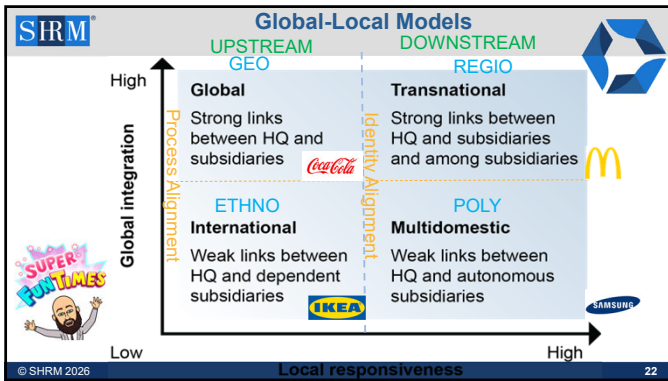 SHRM®
Global-Local Models
UPSTREAM
DOWNSTREAM
GEO
REGIO
High
Global
Strong links
between HQ and
subsidiaries
Coca-Cola
Transnational
Strong links between
HQ and subsidiaries
and among subsidiaries
Process Alignment
Identity Alignment
Global integration
ETHNO
International
Weak links between
HQ and dependent
subsidiaries
IKEA
POLY
Multidomestic
Weak links between
HQ and autonomous
subsidiaries
SAMSUNG
SUPER
FUN TIMES
Low
High
Local responsiveness
© SHRM 2026
22